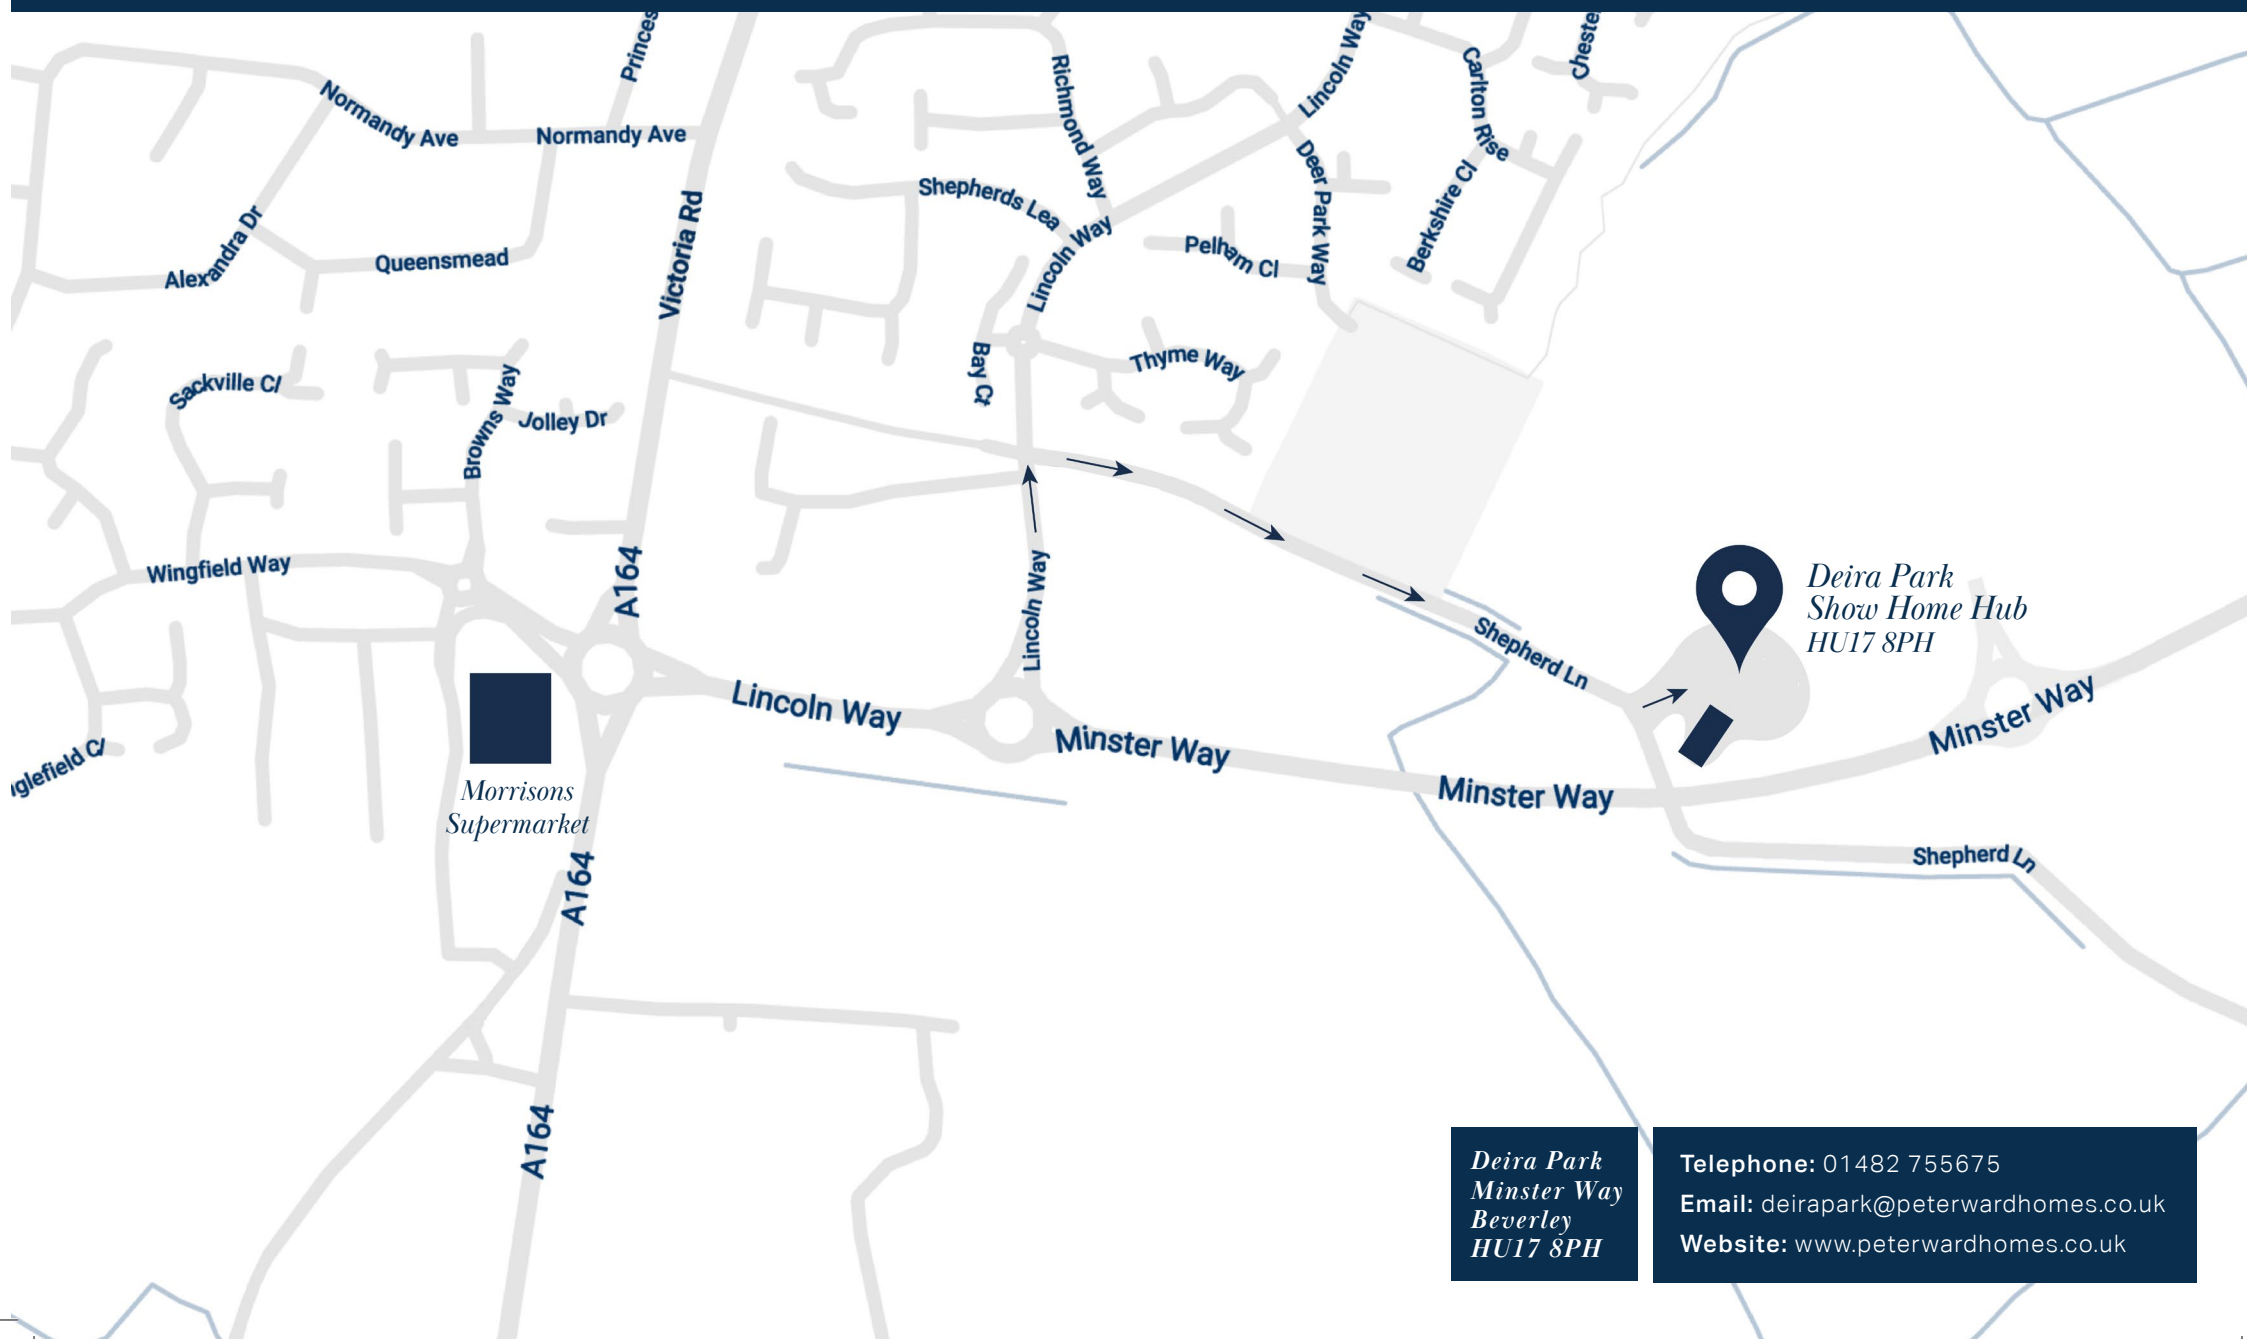 Princes
Normandy Ave
Normandy Ave
Richmond Way
Lincoln Way
Carlton Rise
Cheste
Alexandra Dr
Queensmead
Victoria Rd
Shepherds Lea
Lincoln Way
Pelham Cl
Deer Park Way
Berkshire Cl
Sackville Cl
Browns Way
Jolley Dr
Bay Ct
Thyme Way
Wingfield Way
A164
Lincoln Way
Shepherd Ln
Deira Park
Show Home Hub
HU17 8PH
Lincoln Way
Minster Way
Minster Way
Minster Way
glefield Cl
Morrisons
Supermarket
A164
Shepherd Ln
A164
Deira Park
Minster Way
Beverley
HU17 8PH
Telephone: 01482 755675
Email: deirapark@peterwardhomes.co.uk
Website: www.peterwardhomes.co.uk